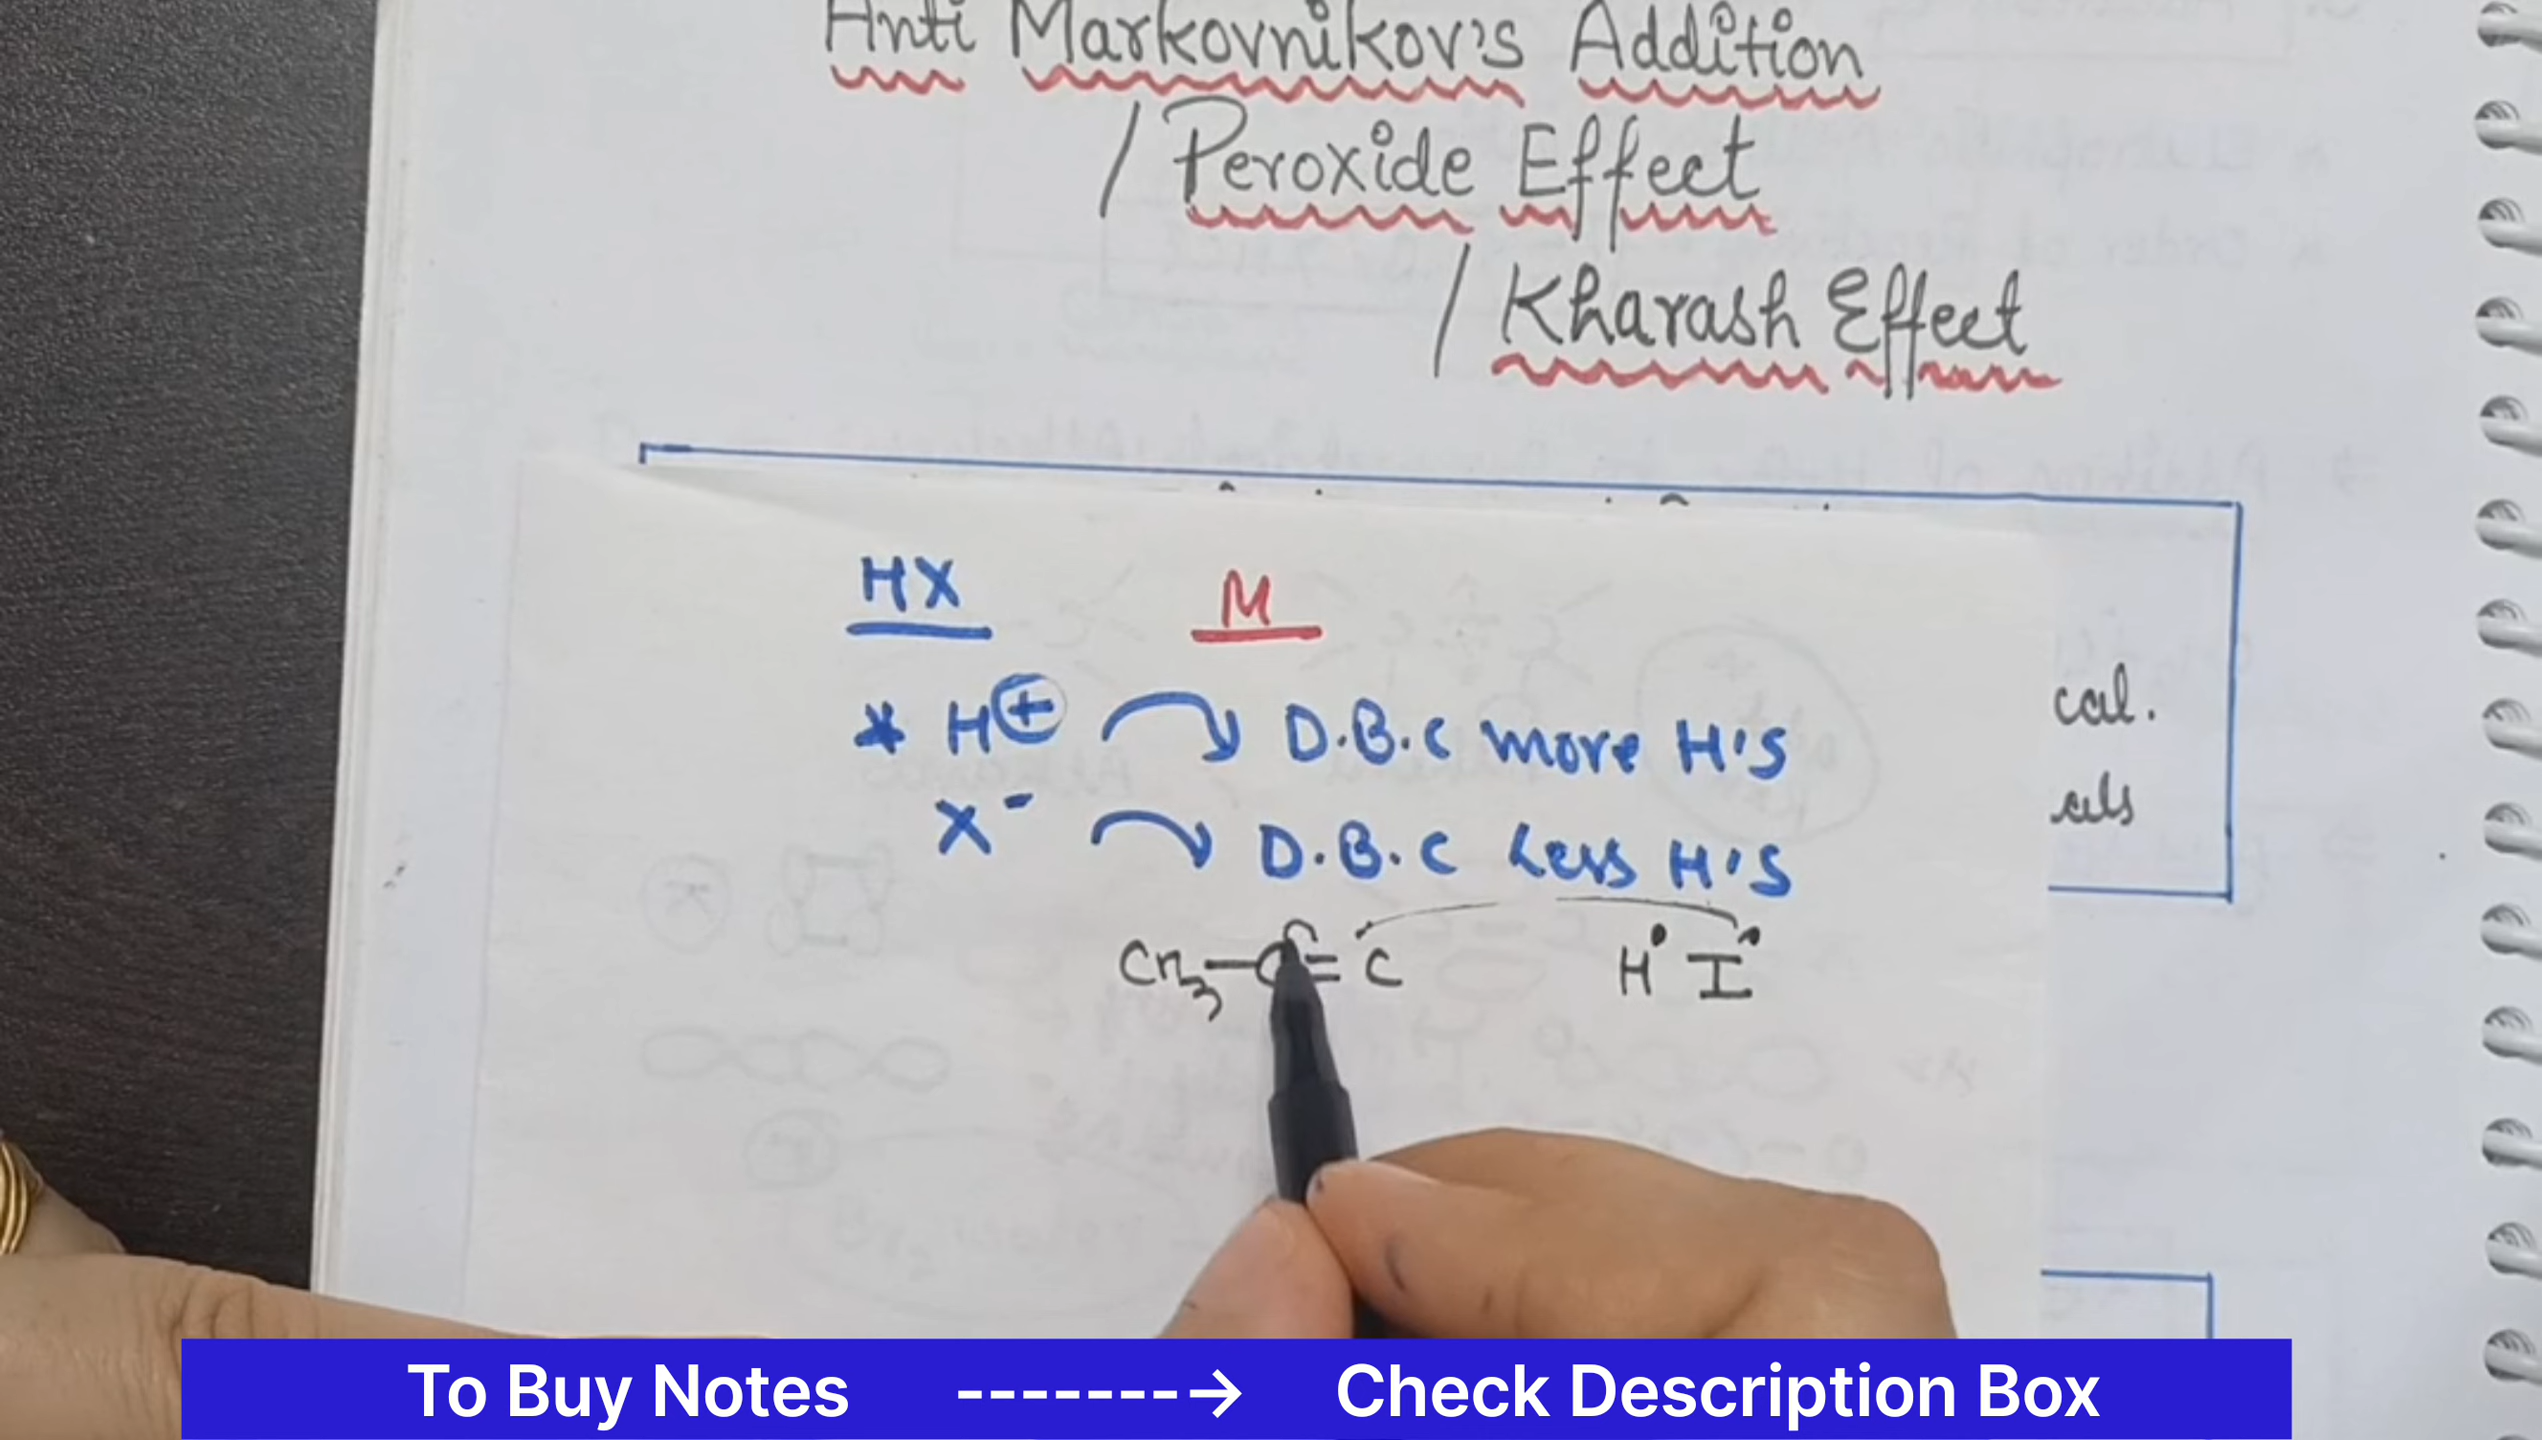 Anti Markovnikov's Addition
/ Peroxide Effect
/ Kharash Effect
HX M
* H⊕ D.B.C more H's
X⁻ D.B.C Less H's
cal.
als
CH₃—C=C H• I•
To Buy Notes -------→ Check Description Box